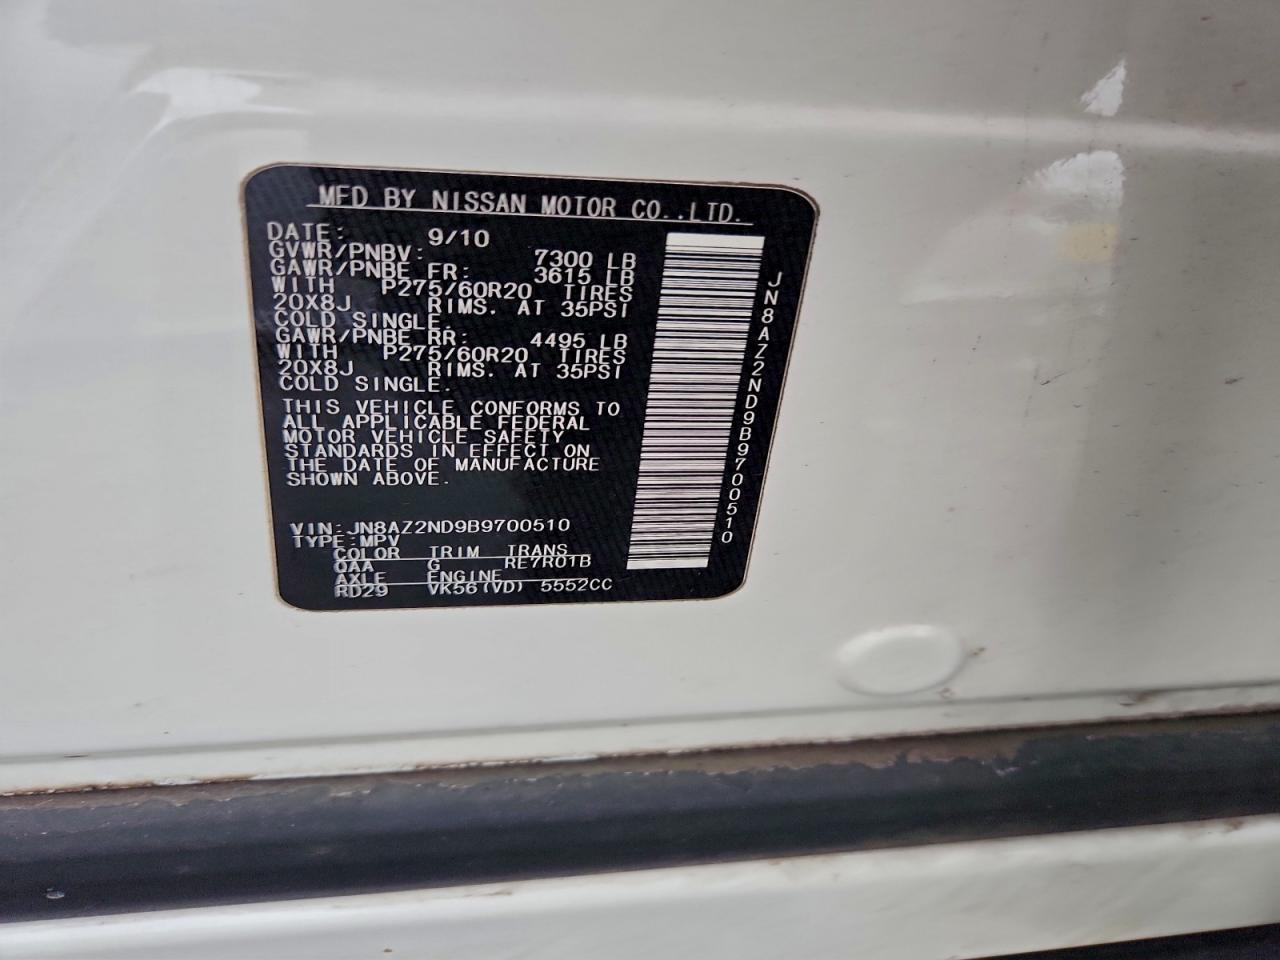 MFD BY NISSAN MOTOR CO.,LTD.
DATE: 9/10
GVWR/PNBV: 7300 LB
GAWR/PNBE FR: 3615 LB
WITH P275/60R20 TIRES
20X8J RIMS. AT 35PSI
COLD SINGLE.
GAWR/PNBE RR: 4495 LB
WITH P275/60R20 TIRES
20X8J RIMS. AT 35PSI
COLD SINGLE.
THIS VEHICLE CONFORMS TO
ALL APPLICABLE FEDERAL
MOTOR VEHICLE SAFETY
STANDARDS IN EFFECT ON
THE DATE OF MANUFACTURE
SHOWN ABOVE.
VIN:JN8AZ2ND9B9700510
TYPE:MPV
COLOR TRIM TRANS
QAA G RE7R01B
AXLE ENGINE
RD29 VK56(VD) 5552CC
JN8AZ2ND9B9700510